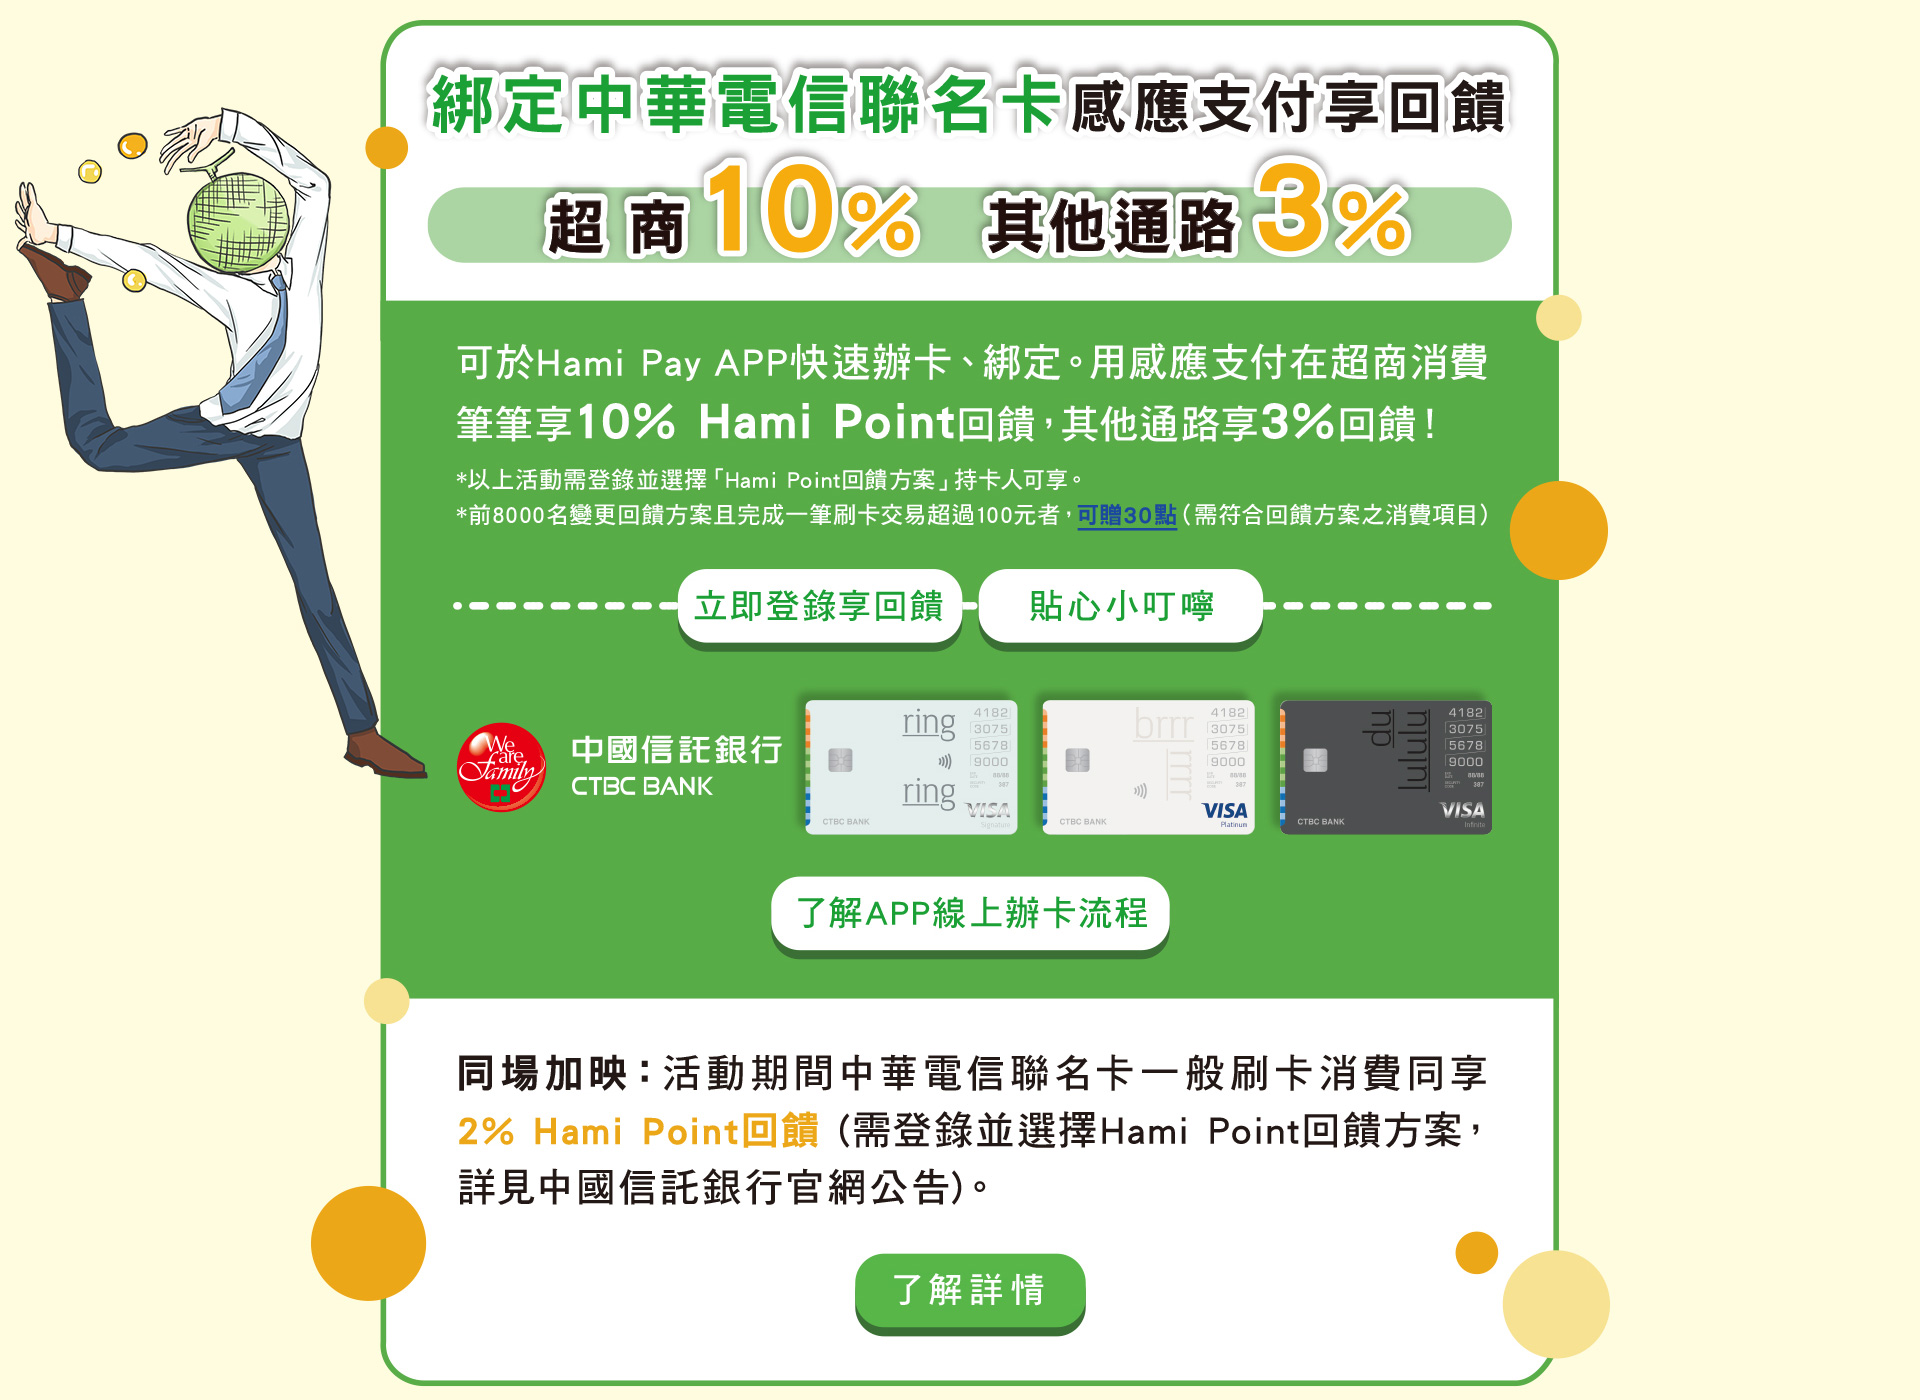 綁定中華電信聯名卡感應支付享回饋
超商10% 其他通路3%
可於Hami Pay APP快速辦卡、綁定。用感應支付在超商消費
筆筆享10% Hami Point回饋，其他通路享3%回饋！
*以上活動需登錄並選擇「Hami Point回饋方案」持卡人可享。
*前8000名變更回饋方案且完成一筆刷卡交易超過100元者，可贈30點（需符合回饋方案之消費項目）
立即登錄享回饋 貼心小叮嚀
We are Family
中國信託銀行
CTBC BANK
ring
ring
4182
3075
5678
9000
CTBC BANK
VISA
Signature
brrr
rrrr
4182
3075
5678
9000
CTBC BANK
VISA
Platinum
du
lululu
4182
3075
5678
9000
CTBC BANK
VISA
Infinite
了解APP線上辦卡流程
同場加映：活動期間中華電信聯名卡一般刷卡消費同享
2% Hami Point回饋 (需登錄並選擇Hami Point回饋方案，
詳見中國信託銀行官網公告)。
了解詳情